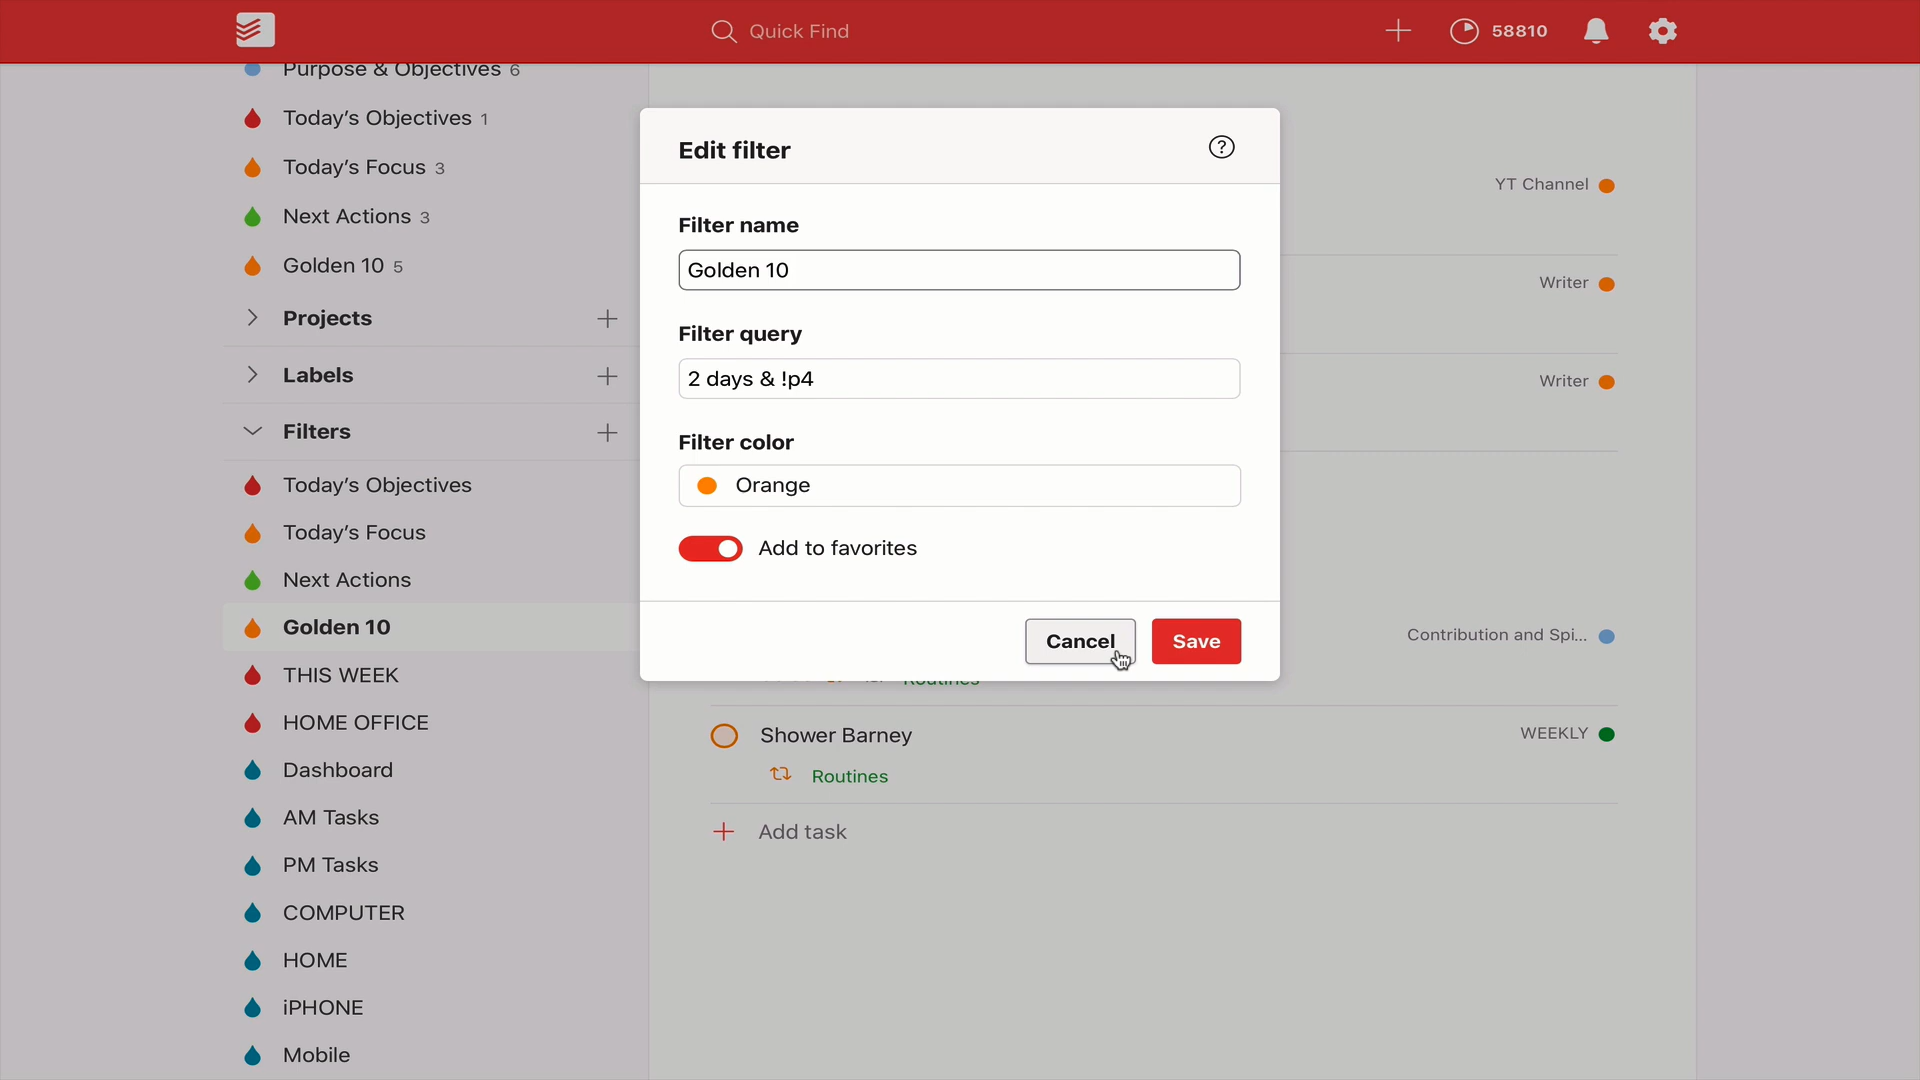 Quick Find
58810
Purpose & Objectives 6
Today's Objectives 1
Today's Focus 3
Next Actions 3
Golden 10 5
Projects
Labels
Filters
Today's Objectives
Today's Focus
Next Actions
Golden 10
THIS WEEK
HOME OFFICE
Dashboard
AM Tasks
PM Tasks
COMPUTER
HOME
iPHONE
Mobile
Edit filter
?
Filter name
Golden 10
Filter query
2 days & !p4
Filter color
Orange
Add to favorites
Cancel
Save
YT Channel
Writer
Writer
Contribution and Spi...
Routines
Shower Barney
WEEKLY
Routines
Add task